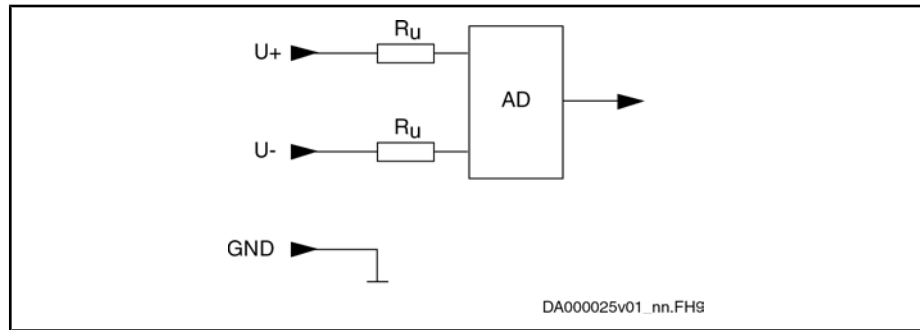 Ru
U+
AD
Ru
U-
GND
DA000025v01_nn.FH9